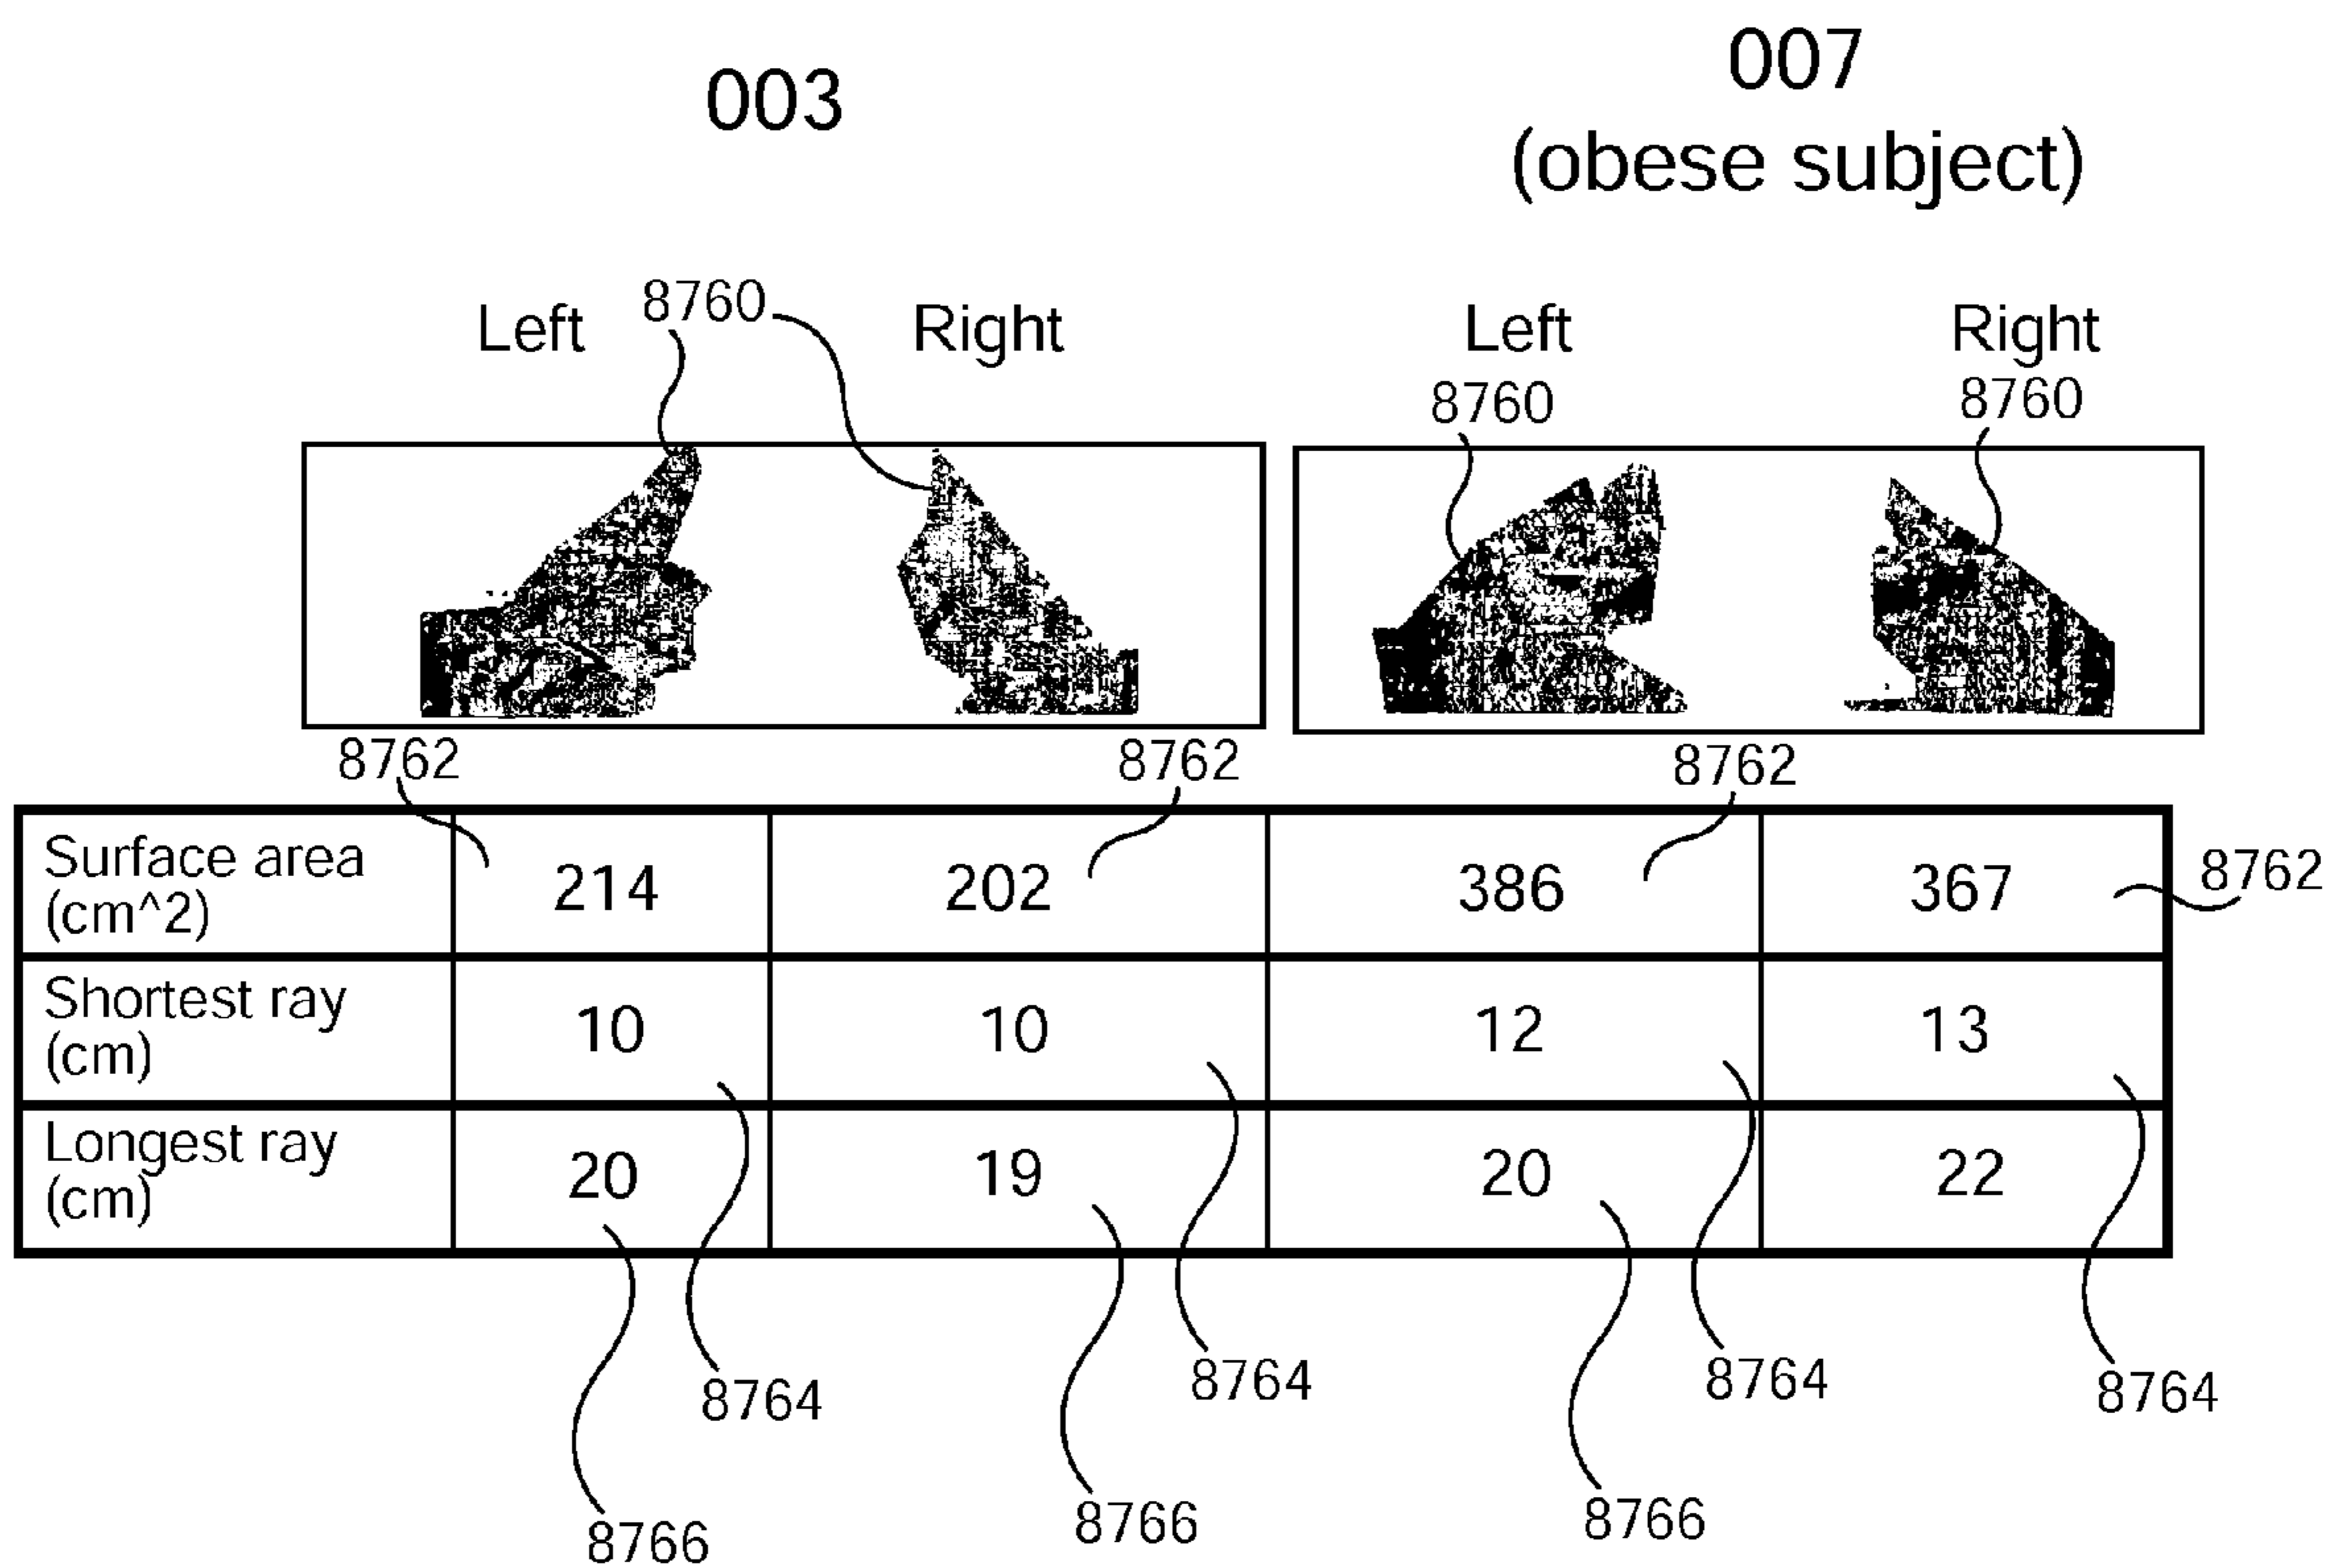 003
007
(obese subject)
Left
8760
Right
Left
Right
8760
8760
8762
8762
8762
Surface area
(cm^2)
214
202
386
367
8762
Shortest ray
(cm)
10
10
12
13
Longest ray
(cm)
20
19
20
22
8764
8764
8764
8764
8766
8766
8766